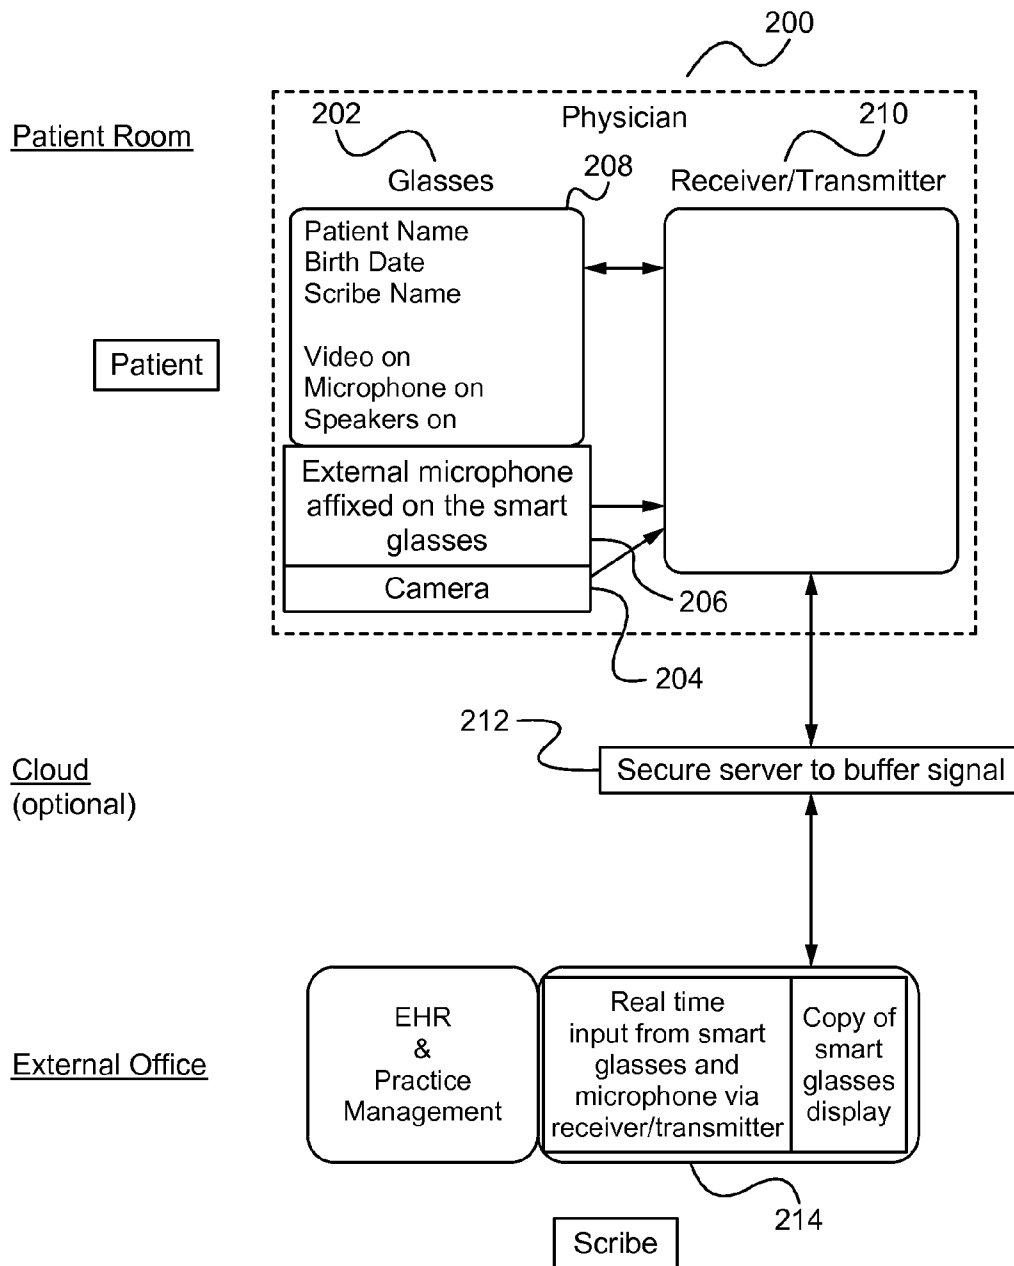 200
Patient Room
202
Physician
210
Glasses
208
Receiver/Transmitter
Patient Name
Birth Date
Scribe Name
Video on
Microphone on
Speakers on
Patient
External microphone
affixed on the smart
glasses
Camera
206
204
212
Cloud
(optional)
Secure server to buffer signal
External Office
EHR
&
Practice
Management
Real time
input from smart
glasses and
microphone via
receiver/transmitter
Copy of
smart
glasses
display
214
Scribe